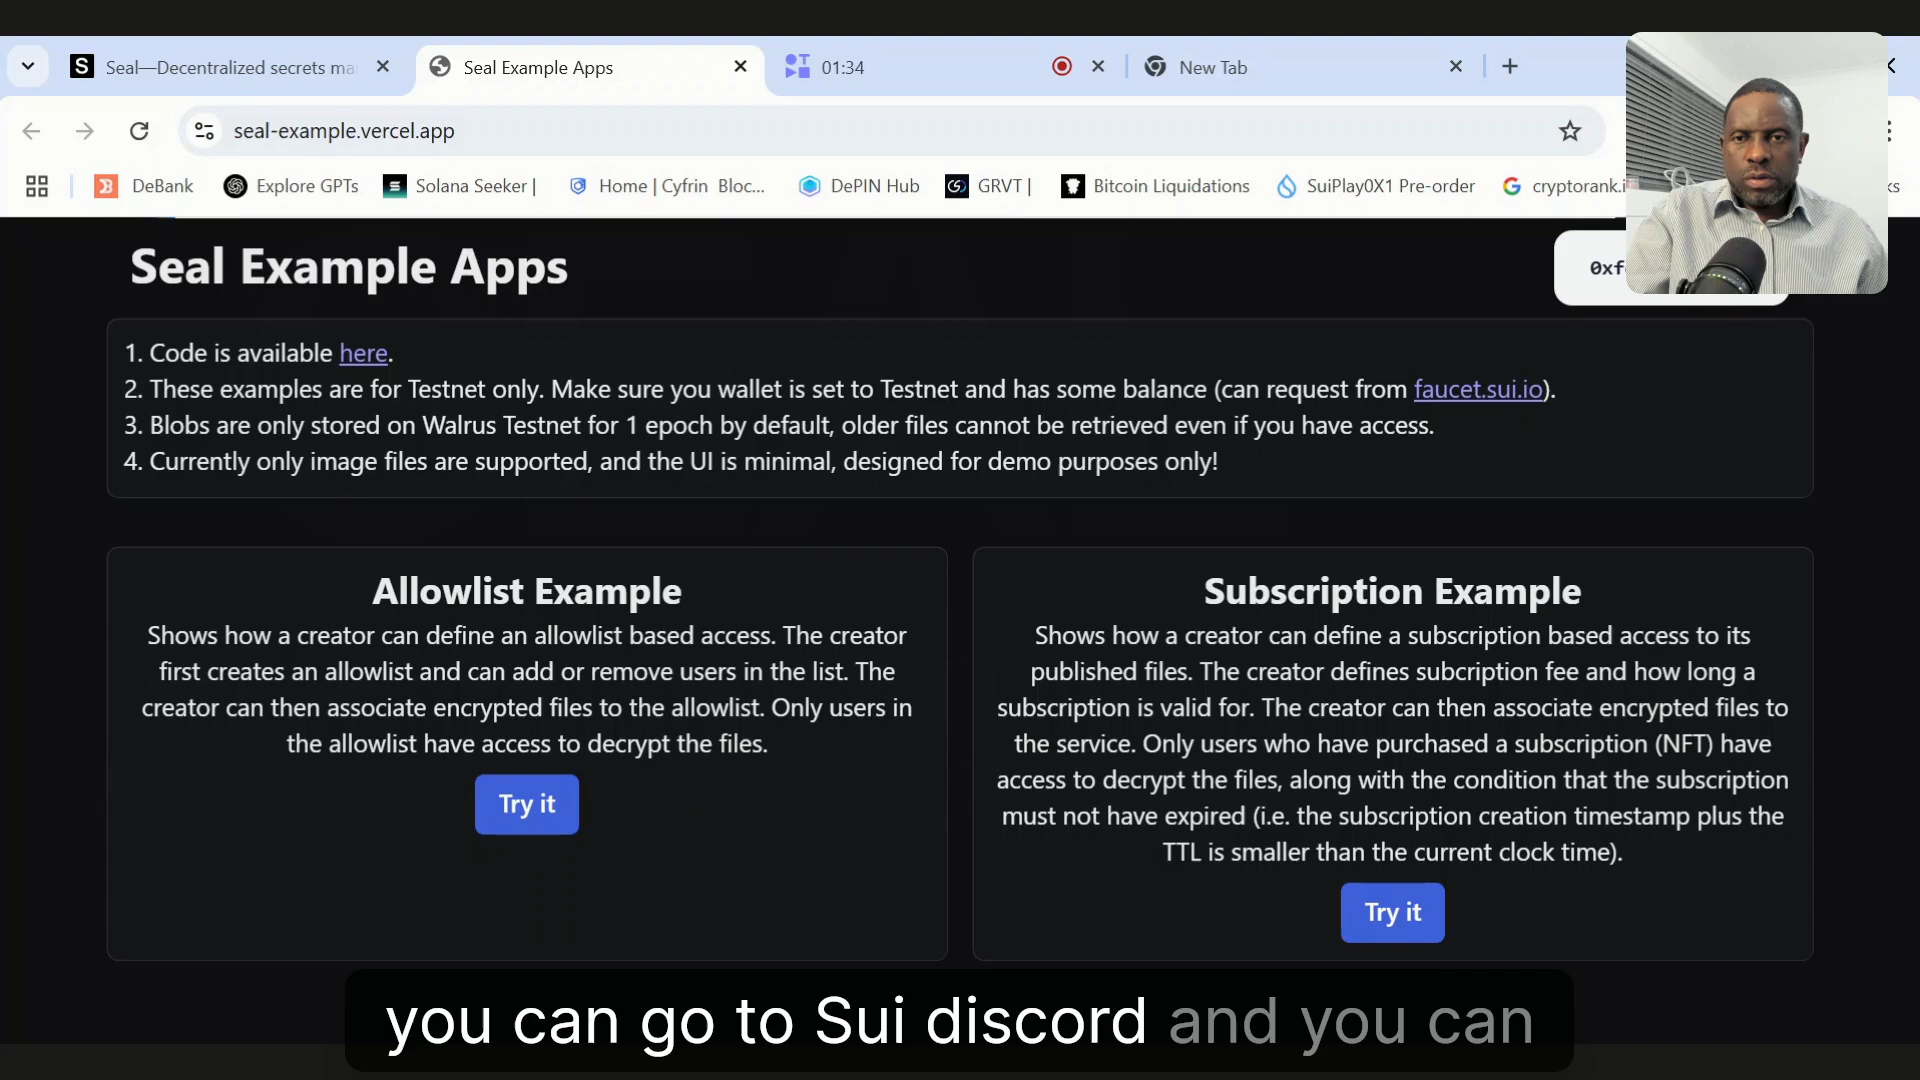 Seal—Decentralized secrets ma
Seal Example Apps
01:34
New Tab
seal-example.vercel.app
DeBank
Explore GPTs
Solana Seeker |
Home | Cyfrin Bloc...
DePIN Hub
GRVT |
Bitcoin Liquidations
SuiPlay0X1 Pre-order
cryptorank.i
Seal Example Apps
0xf
1. Code is available here.
2. These examples are for Testnet only. Make sure you wallet is set to Testnet and has some balance (can request from faucet.sui.io).
3. Blobs are only stored on Walrus Testnet for 1 epoch by default, older files cannot be retrieved even if you have access.
4. Currently only image files are supported, and the UI is minimal, designed for demo purposes only!
Allowlist Example
Shows how a creator can define an allowlist based access. The creator
first creates an allowlist and can add or remove users in the list. The
creator can then associate encrypted files to the allowlist. Only users in
the allowlist have access to decrypt the files.
Try it
Subscription Example
Shows how a creator can define a subscription based access to its
published files. The creator defines subcription fee and how long a
subscription is valid for. The creator can then associate encrypted files to
the service. Only users who have purchased a subscription (NFT) have
access to decrypt the files, along with the condition that the subscription
must not have expired (i.e. the subscription creation timestamp plus the
TTL is smaller than the current clock time).
Try it
you can go to Sui discord and you can